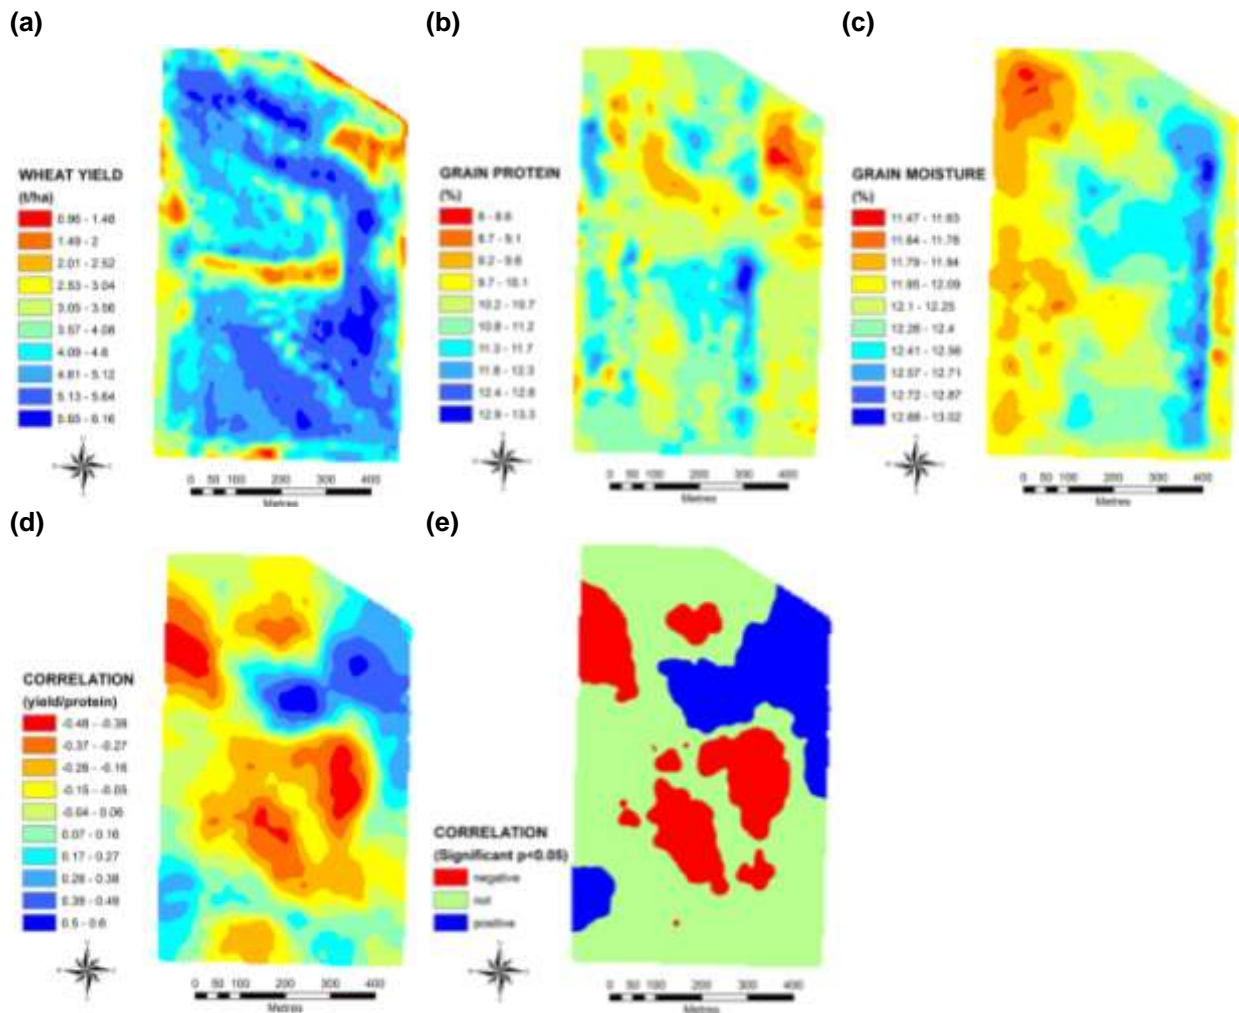 (a)
(b)
(c)
WHEAT YIELD
(t/ha)
0.96 - 1.48
1.49 - 2
2.01 - 2.52
2.53 - 3.04
3.05 - 3.56
3.57 - 4.08
4.09 - 4.6
4.61 - 5.12
5.13 - 5.64
5.65 - 6.16
0 50 100 200 300 400
Metres
GRAIN PROTEIN
(%)
8 - 8.6
8.7 - 9.1
9.2 - 9.6
9.7 - 10.1
10.2 - 10.7
10.8 - 11.2
11.3 - 11.7
11.8 - 12.3
12.4 - 12.8
12.9 - 13.3
0 50 100 200 300 400
Metres
GRAIN MOISTURE
(%)
11.47 - 11.63
11.64 - 11.78
11.79 - 11.94
11.95 - 12.09
12.1 - 12.25
12.26 - 12.4
12.41 - 12.56
12.57 - 12.71
12.72 - 12.87
12.88 - 13.02
0 50 100 200 300 400
Metres
(d)
(e)
CORRELATION
(yield/protein)
-0.48 - -0.38
-0.37 - -0.27
-0.26 - -0.16
-0.15 - -0.05
-0.04 - 0.06
0.07 - 0.16
0.17 - 0.27
0.28 - 0.38
0.39 - 0.49
0.5 - 0.6
0 50 100 200 300 400
Metres
CORRELATION
(Significant p<0.05)
negative
not
positive
0 50 100 200 300 400
Metres